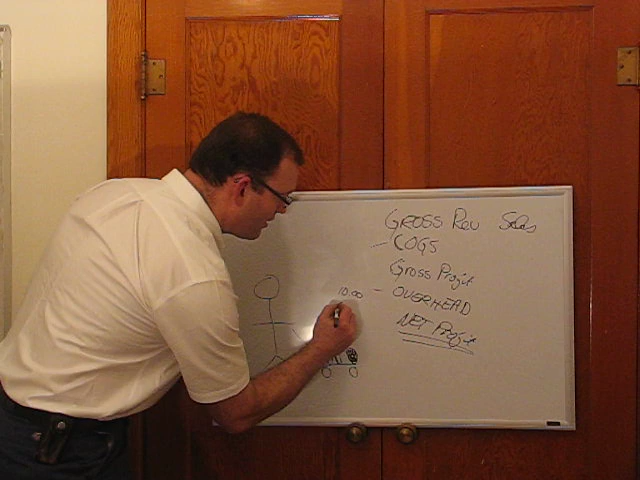 GROSS Rev Sales
- COGS
Gross Profit
10.00
- OVERHEAD
NET Profit